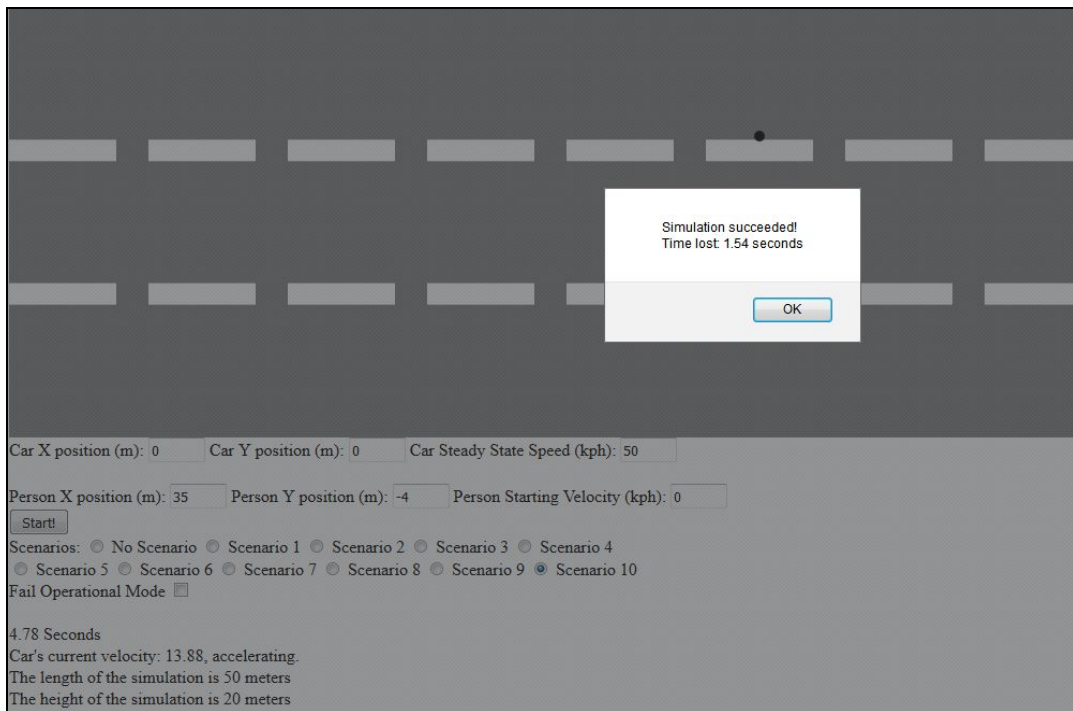 Simulation succeeded!
Time lost: 1.54 seconds
OK
Car X position (m): 0 Car Y position (m): 0 Car Steady State Speed (kph): 50
Person X position (m): 35 Person Y position (m): -4 Person Starting Velocity (kph): 0
Start!
Scenarios: No Scenario Scenario 1 Scenario 2 Scenario 3 Scenario 4
Scenario 5 Scenario 6 Scenario 7 Scenario 8 Scenario 9 Scenario 10
Fail Operational Mode
4.78 Seconds
Car's current velocity: 13.88, accelerating.
The length of the simulation is 50 meters
The height of the simulation is 20 meters